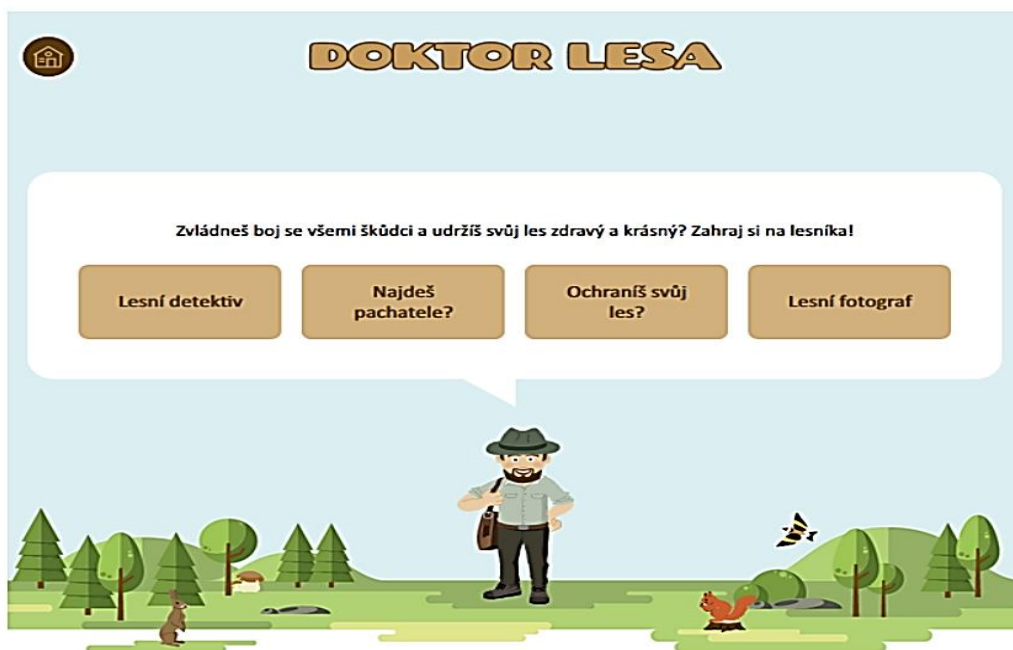 DOKTOR LESA
Zvládneš boj se všemi škůdci a udržíš svůj les zdravý a krásný? Zahraj si na lesníka!
Lesní detektiv
Najdeš
pachatele?
Ochraníš svůj
les?
Lesní fotograf